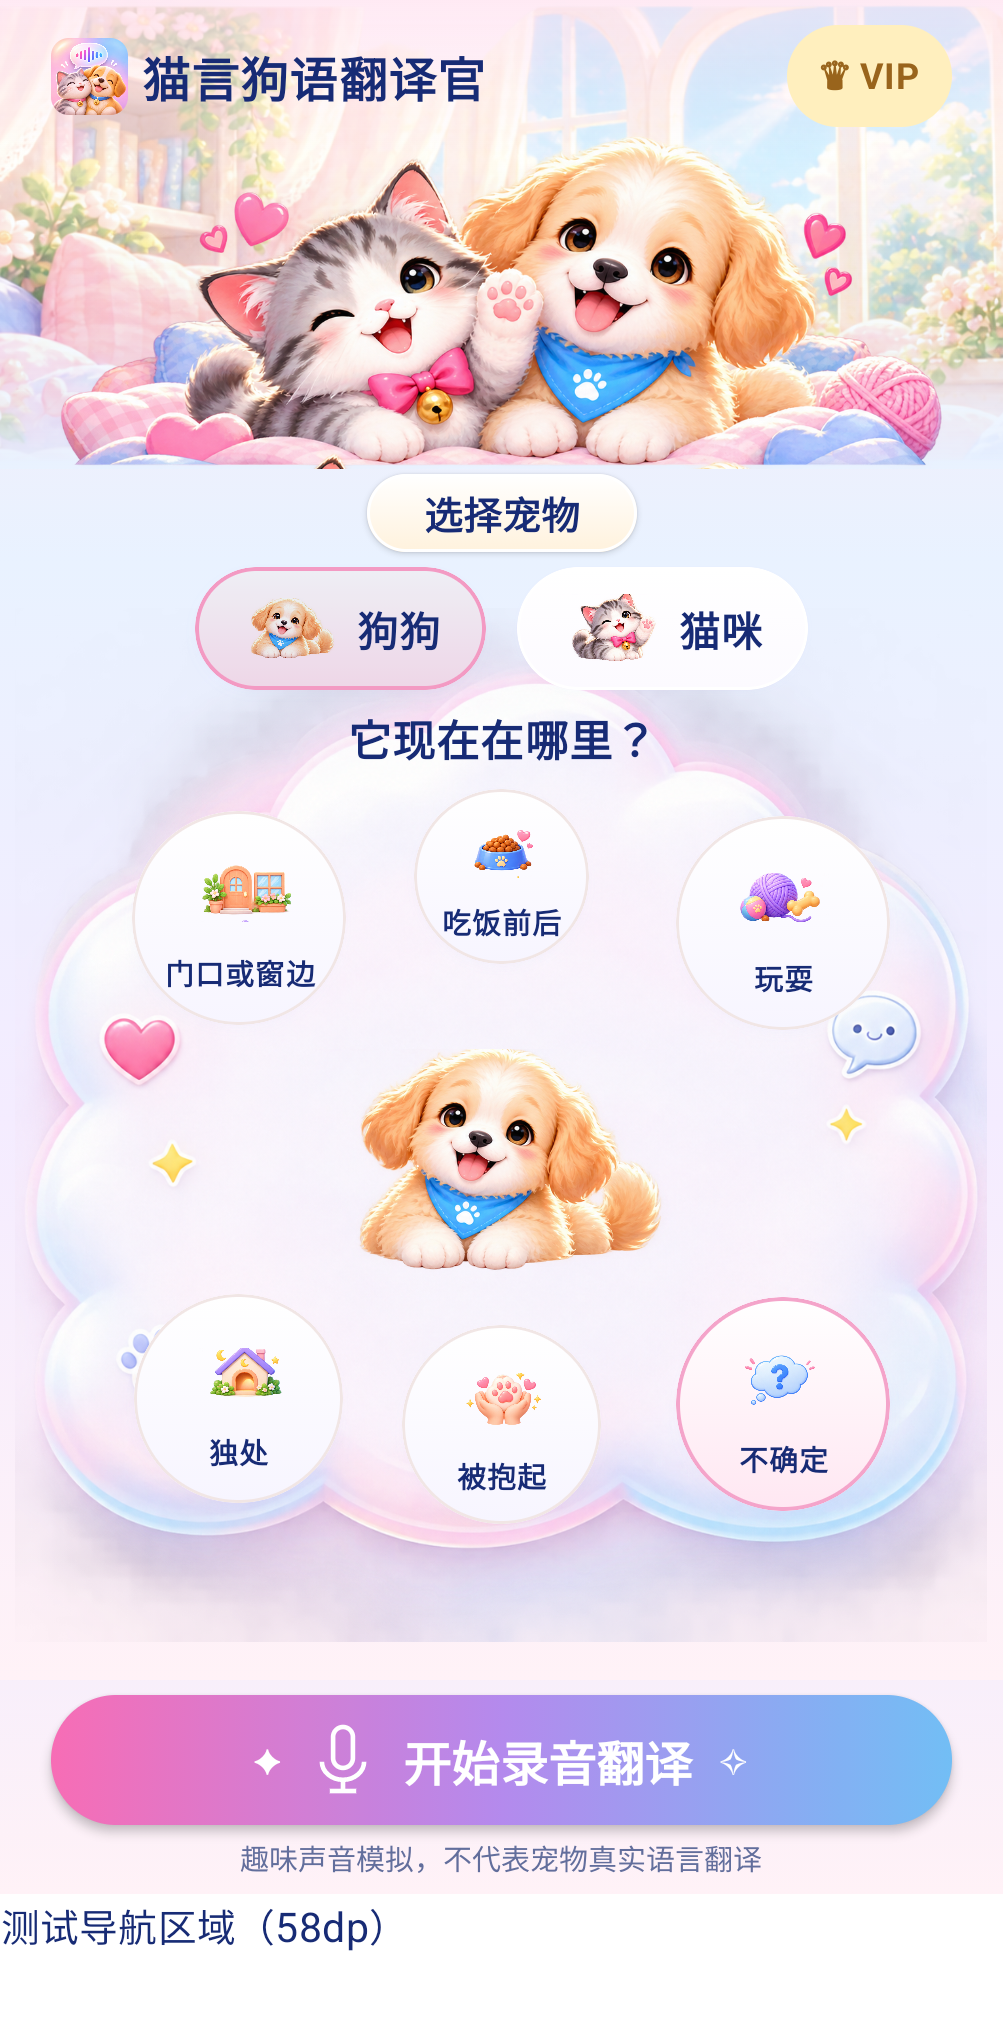 猫言狗语翻译官
VIP
选择宠物
狗狗
猫咪
它现在在哪里？
门口或窗边
吃饭前后
玩耍
独处
被抱起
不确定
开始录音翻译
趣味声音模拟，不代表宠物真实语言翻译
测试导航区域（58dp）